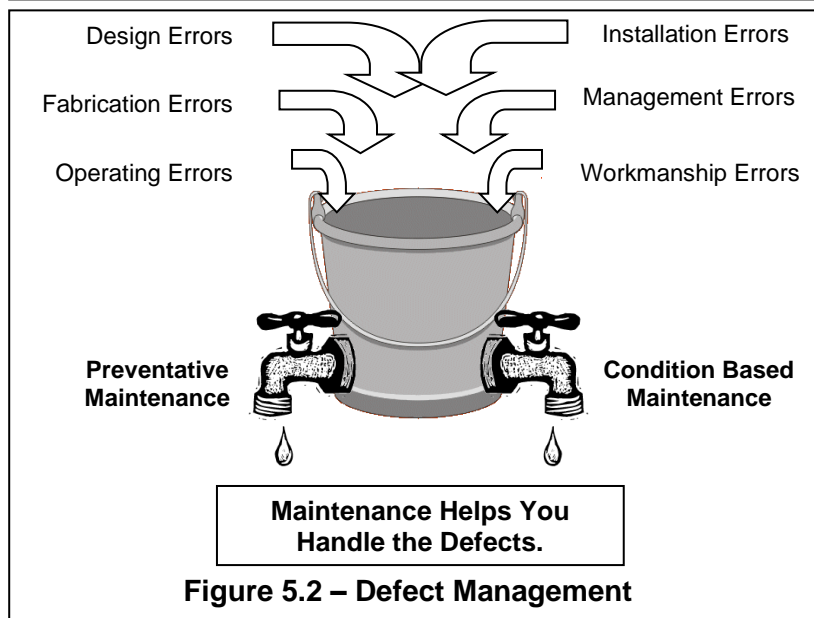 Design Errors
Installation Errors
Fabrication Errors
Management Errors
Operating Errors
Workmanship Errors
Preventative
Maintenance
Condition Based
Maintenance
Maintenance Helps You
Handle the Defects.
Figure 5.2 – Defect Management